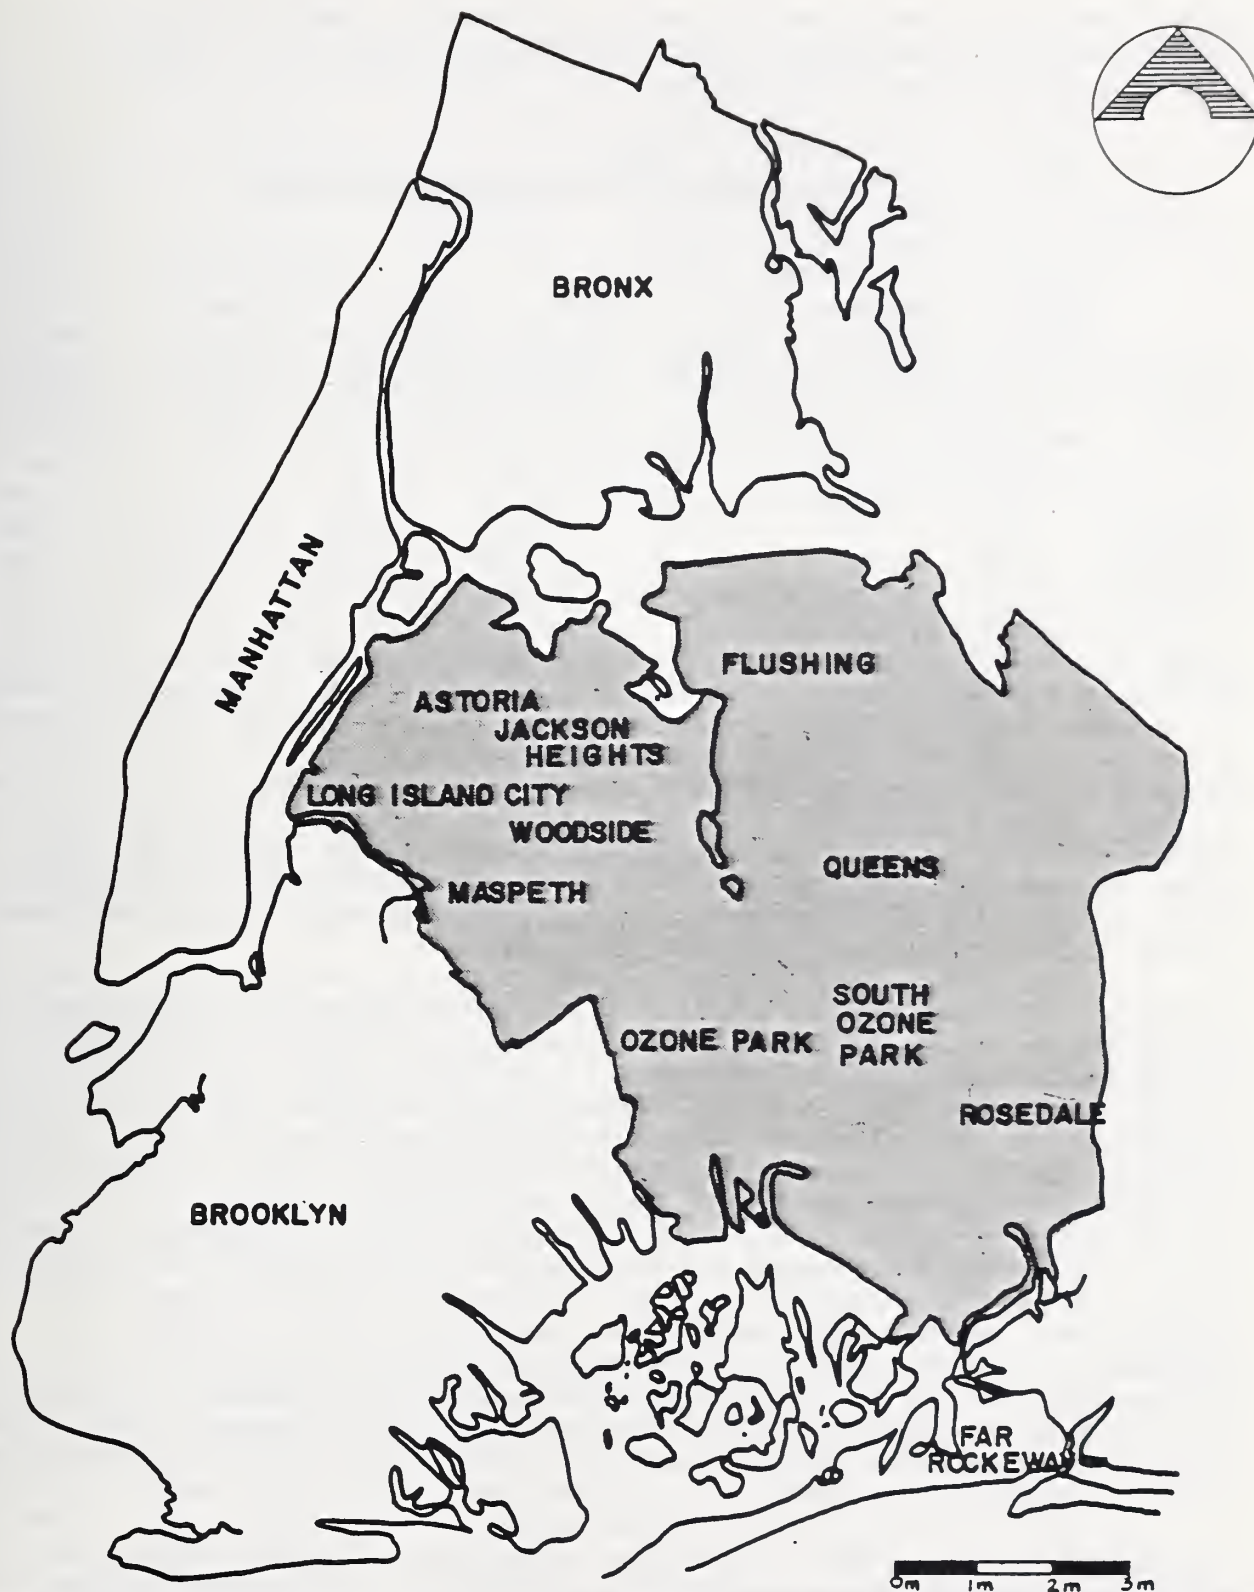 BRONX
MANHATTAN
FLUSHING
ASTORIA
JACKSON
HEIGHTS
LONG ISLAND CITY
WOODSIDE
QUEENS
MASPETH
SOUTH
OZONE
PARK
OZONE PARK
ROSEDALE
BROOKLYN
FAR
ROCKEWAY
0m 1m 2m 3m